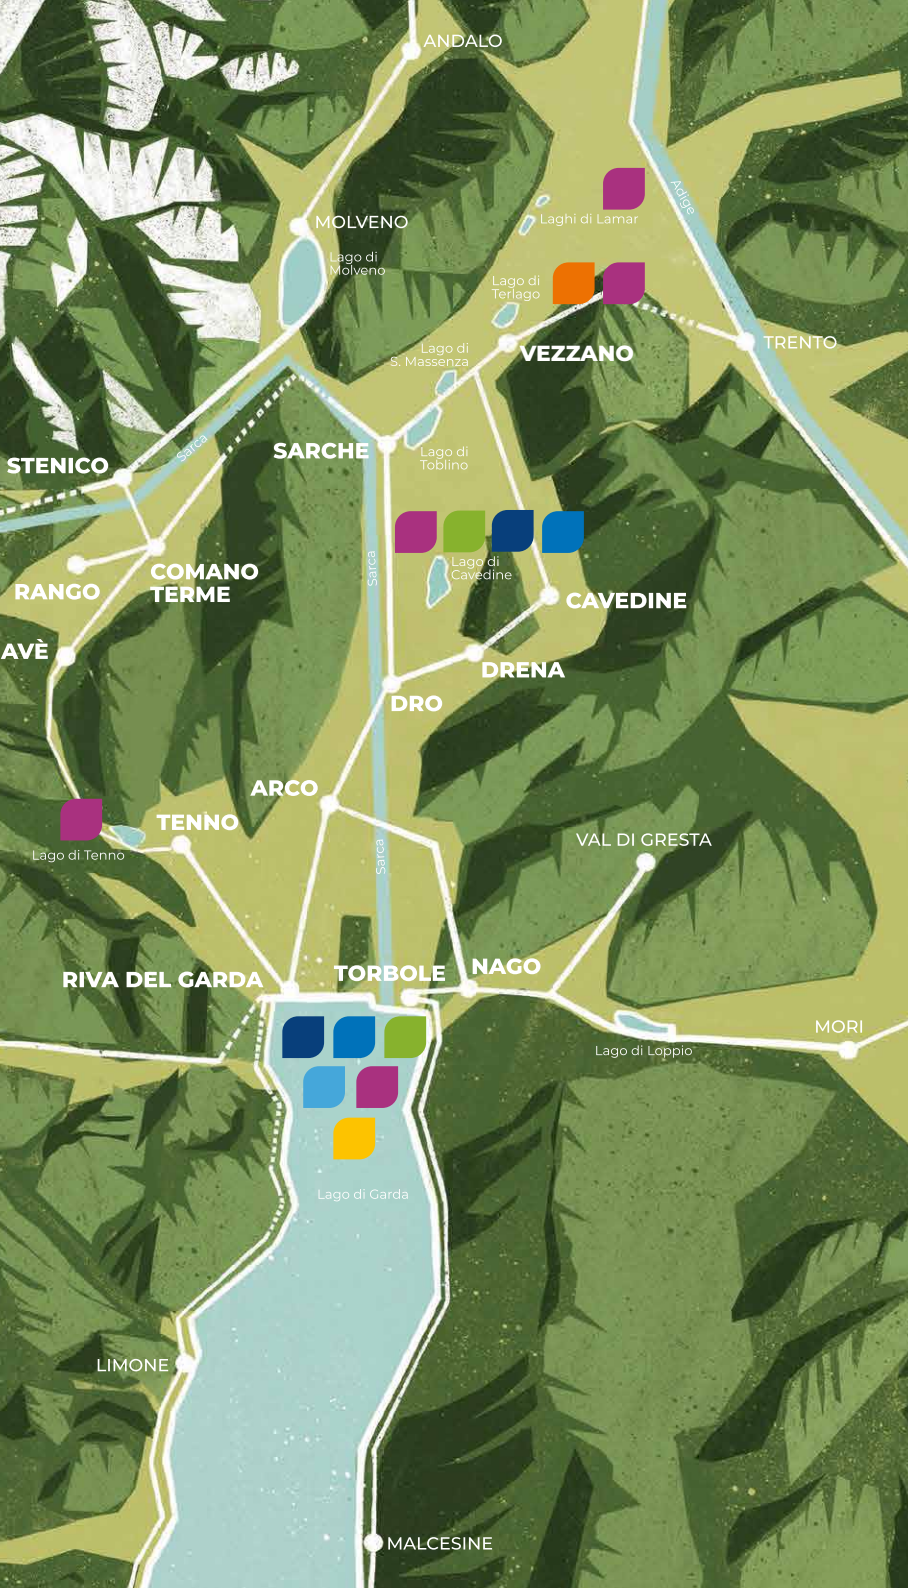 ANDALO
Adige
Laghi di Lamar
MOLVENO
Lago di
Molveno
Lago di
Terlago
TRENTO
Lago di
S. Massenza
VEZZANO
Sarca
SARCHE
Lago di
Toblino
STENICO
Sarca
Lago di
Cavedine
COMANO
TERME
RANGO
CAVEDINE
AVÈ
DRENA
DRO
ARCO
TENNO
VAL DI GRESTA
Lago di Tenno
Sarca
RIVA DEL GARDA
TORBOLE
NAGO
MORI
Lago di Loppio
Lago di Garda
LIMONE
MALCESINE